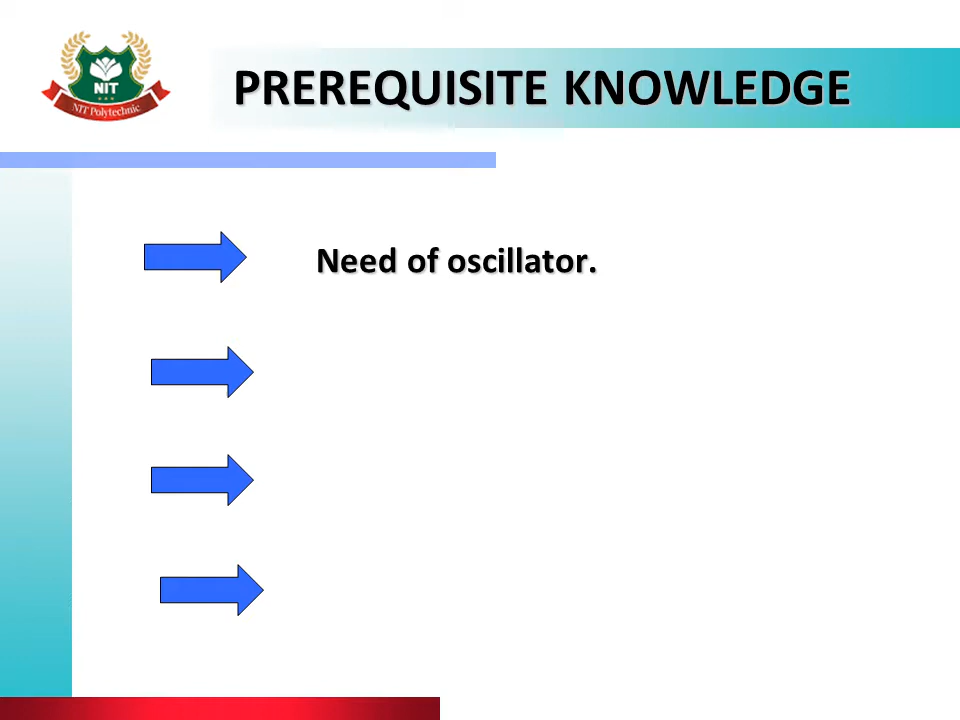 NIT
NIT Polytechnic
PREREQUISITE KNOWLEDGE
Need of oscillator.